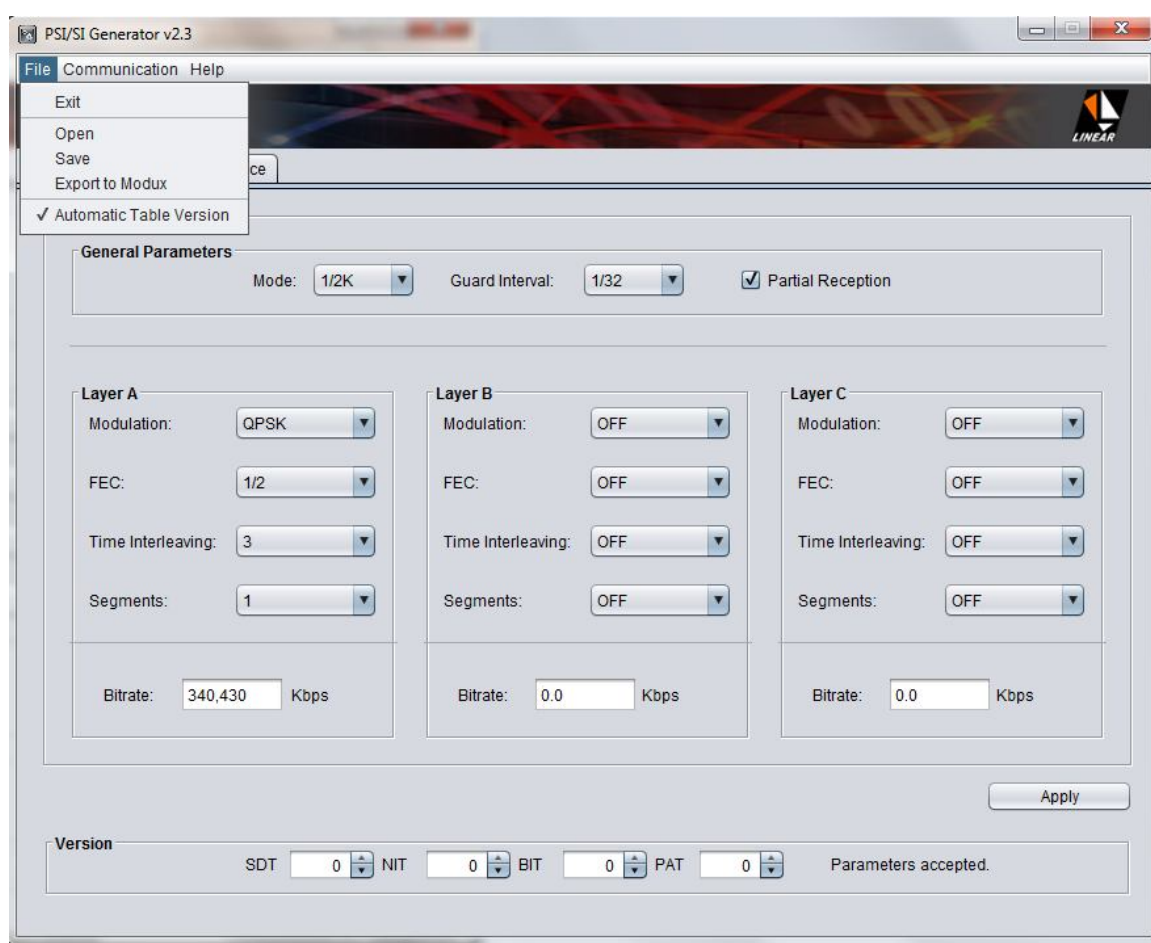 PSI/SI Generator v2.3
File Communication Help
Exit
Open
Save
Export to Modux
✓ Automatic Table Version
LINEAR
ce
General Parameters
Mode: 1/2K Guard Interval: 1/32 Partial Reception
Layer A Layer B Layer C
Modulation: QPSK Modulation: OFF Modulation: OFF
FEC: 1/2 FEC: OFF FEC: OFF
Time Interleaving: 3 Time Interleaving: OFF Time Interleaving: OFF
Segments: 1 Segments: OFF Segments: OFF
Bitrate: 340,430 Kbps Bitrate: 0.0 Kbps Bitrate: 0.0 Kbps
Apply
Version
SDT 0 NIT 0 BIT 0 PAT 0 Parameters accepted.